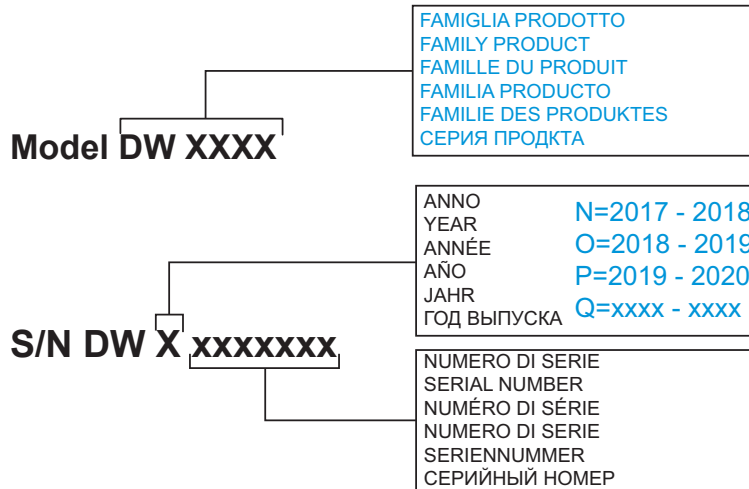 FAMIGLIA PRODOTTO
FAMILY PRODUCT
FAMILLE DU PRODUIT
FAMILIA PRODUCTO
FAMILIE DES PRODUKTES
СЕРИЯ ПРОДКТА
Model DW XXXX
ANNO
YEAR
ANNÉE
AÑO
JAHR
ГОД ВЫПУСКА
N=2017 - 2018
O=2018 - 2019
P=2019 - 2020
Q=xxxx - xxxx
S/N DW X xxxxxxx
NUMERO DI SERIE
SERIAL NUMBER
NUMÉRO DI SÉRIE
NUMERO DI SERIE
SERIENNUMMER
СЕРИЙНЫЙ НОМЕР